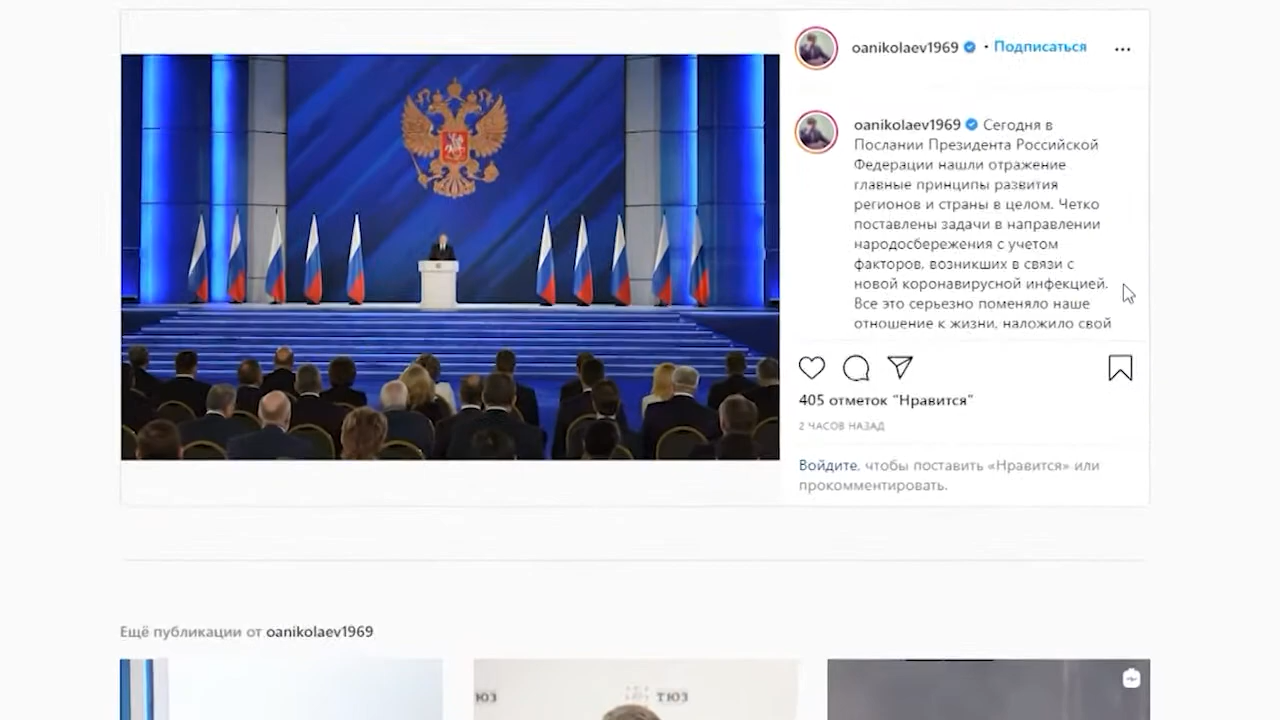 oanikolaev1969 • Подписаться
oanikolaev1969 Сегодня в
Послании Президента Российской
Федерации нашли отражение
главные принципы развития
регионов и страны в целом. Четко
поставлены задачи в направлении
народосбережения с учетом
факторов, возникших в связи с
новой коронавирусной инфекцией.
Все это серьезно поменяло наше
отношение к жизни, наложило свой
405 отметок "Нравится"
2 ЧАСОВ НАЗАД
Войдите, чтобы поставить «Нравится» или
прокомментировать.
Ещё публикации от oanikolaev1969
ЮЗ
ТЮЗ